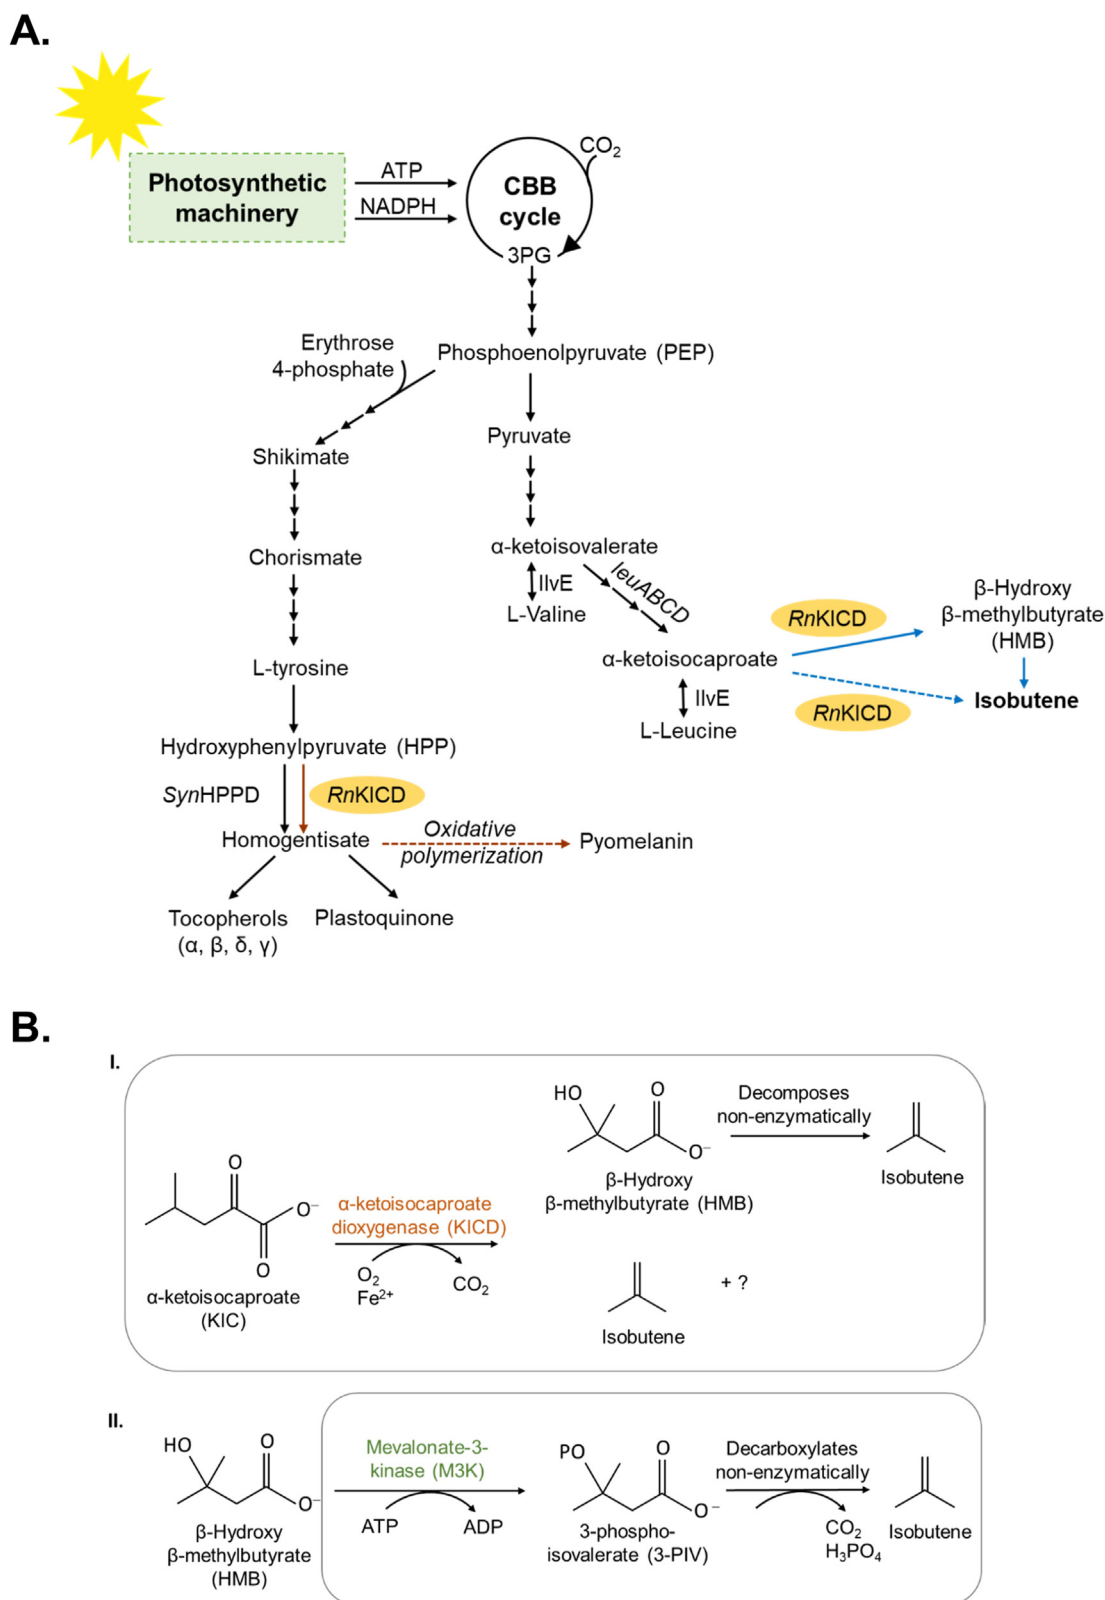 A.
Photosynthetic
machinery
ATP
NADPH
CBB
cycle
CO₂
3PG
Erythrose
4-phosphate
Phosphoenolpyruvate (PEP)
Pyruvate
Shikimate
Chorismate
α-ketoisovalerate
IlvE
leuABCD
L-Valine
β-Hydroxy
β-methylbutyrate
(HMB)
RnKICD
α-ketoisocaproate
L-tyrosine
IlvE
RnKICD
Isobutene
L-Leucine
Hydroxyphenylpyruvate (HPP)
SynHPPD
RnKICD
Homogentisate
Oxidative
polymerization
Pyomelanin
Tocopherols
(α, β, δ, γ)
Plastoquinone
B.
I.
HO
O
O⁻
β-Hydroxy
β-methylbutyrate (HMB)
Decomposes
non-enzymatically
Isobutene
O
O⁻
O
α-ketoisocaproate
(KIC)
α-ketoisocaproate
dioxygenase (KICD)
O₂
Fe²⁺
CO₂
Isobutene
+ ?
II.
HO
O
O⁻
β-Hydroxy
β-methylbutyrate
(HMB)
Mevalonate-3-
kinase (M3K)
ATP
ADP
PO
O
O⁻
3-phospho-
isovalerate (3-PIV)
Decarboxylates
non-enzymatically
CO₂
H₃PO₄
Isobutene